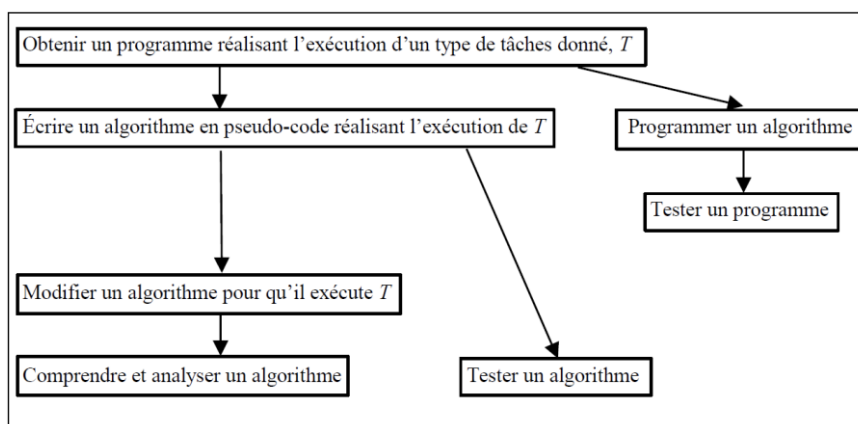 Obtenir un programme réalisant l’exécution d’un type de tâches donné, T
Écrire un algorithme en pseudo-code réalisant l’exécution de T
Programmer un algorithme
Tester un programme
Modifier un algorithme pour qu’il exécute T
Comprendre et analyser un algorithme
Tester un algorithme